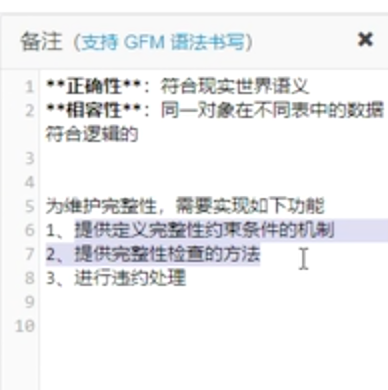 备注（支持 GFM 语法书写）
1 **正确性**：符合现实世界语义
2 **相容性**：同一对象在不同表中的数据
符合逻辑的
3
4
5 为维护完整性，需要实现如下功能
6 1、提供定义完整性约束条件的机制
7 2、提供完整性检查的方法
8 3、进行违约处理
9
10